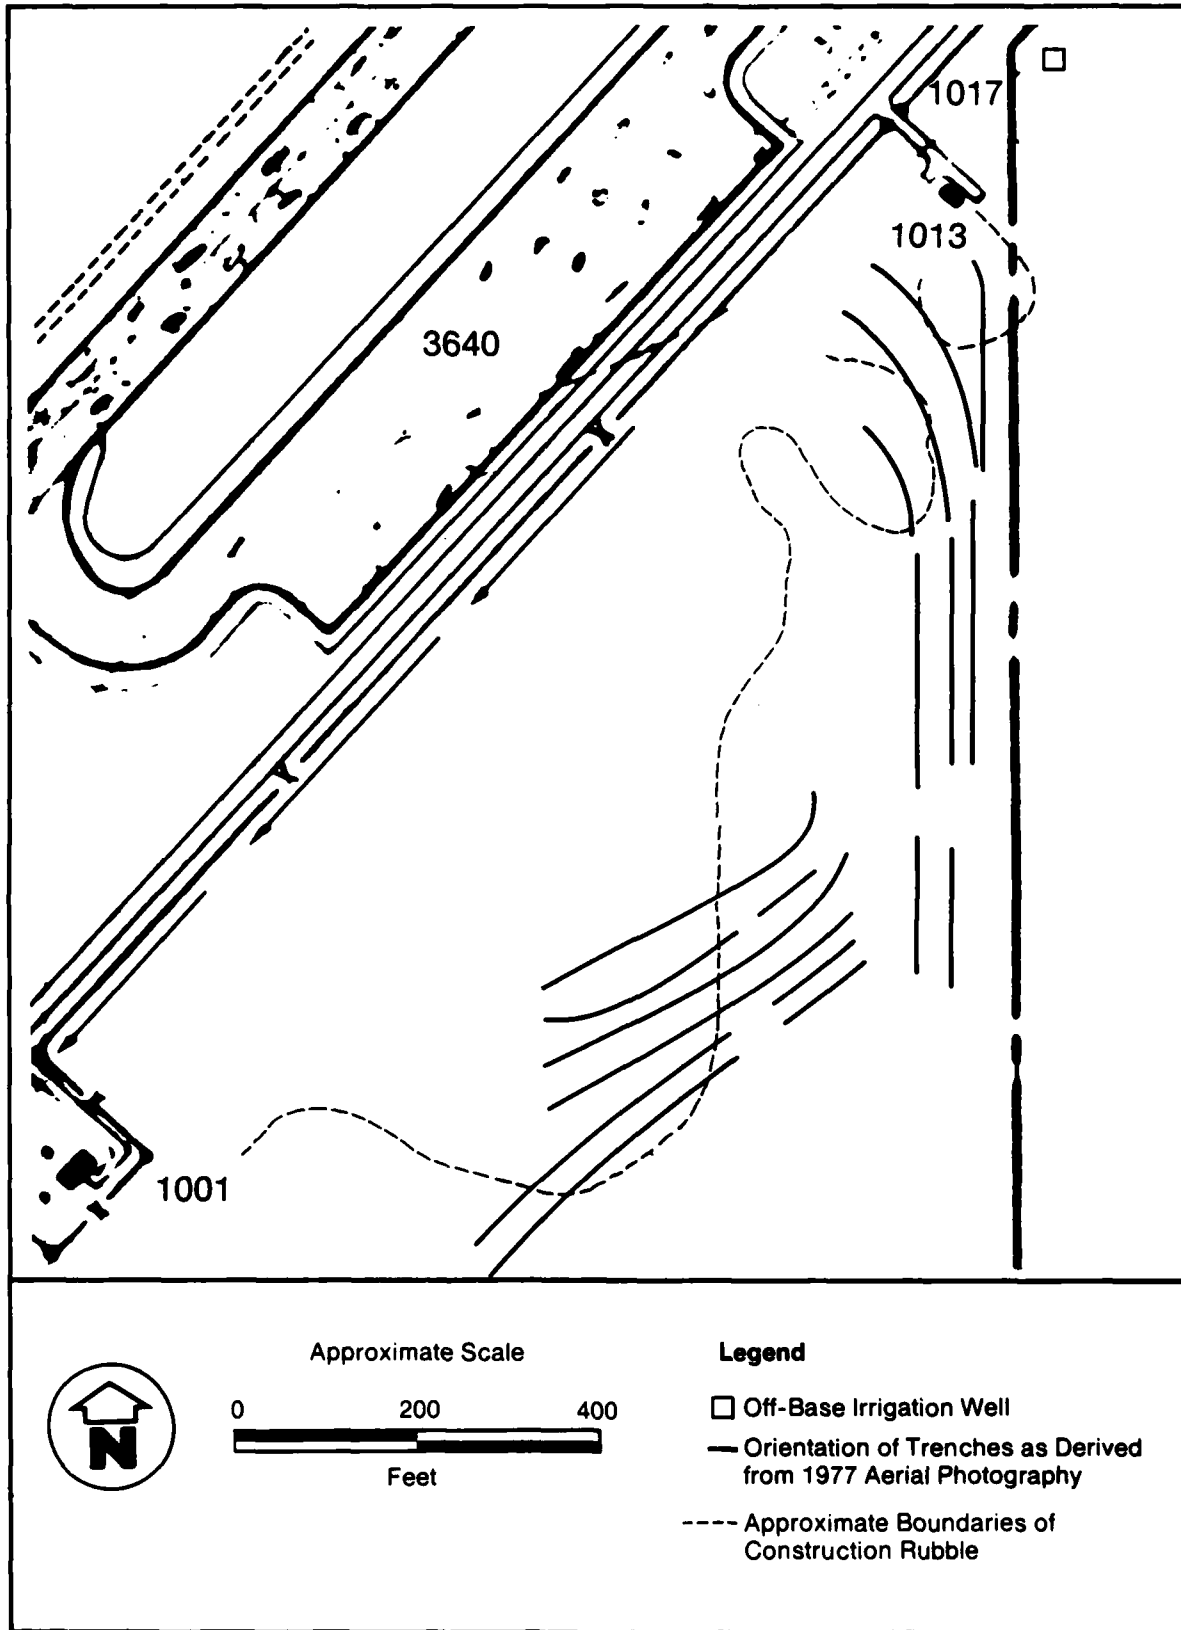 1017
1013
3640
1001
Approximate Scale
0 200 400
Feet
N
Legend
Off-Base Irrigation Well
Orientation of Trenches as Derived
from 1977 Aerial Photography
Approximate Boundaries of
Construction Rubble